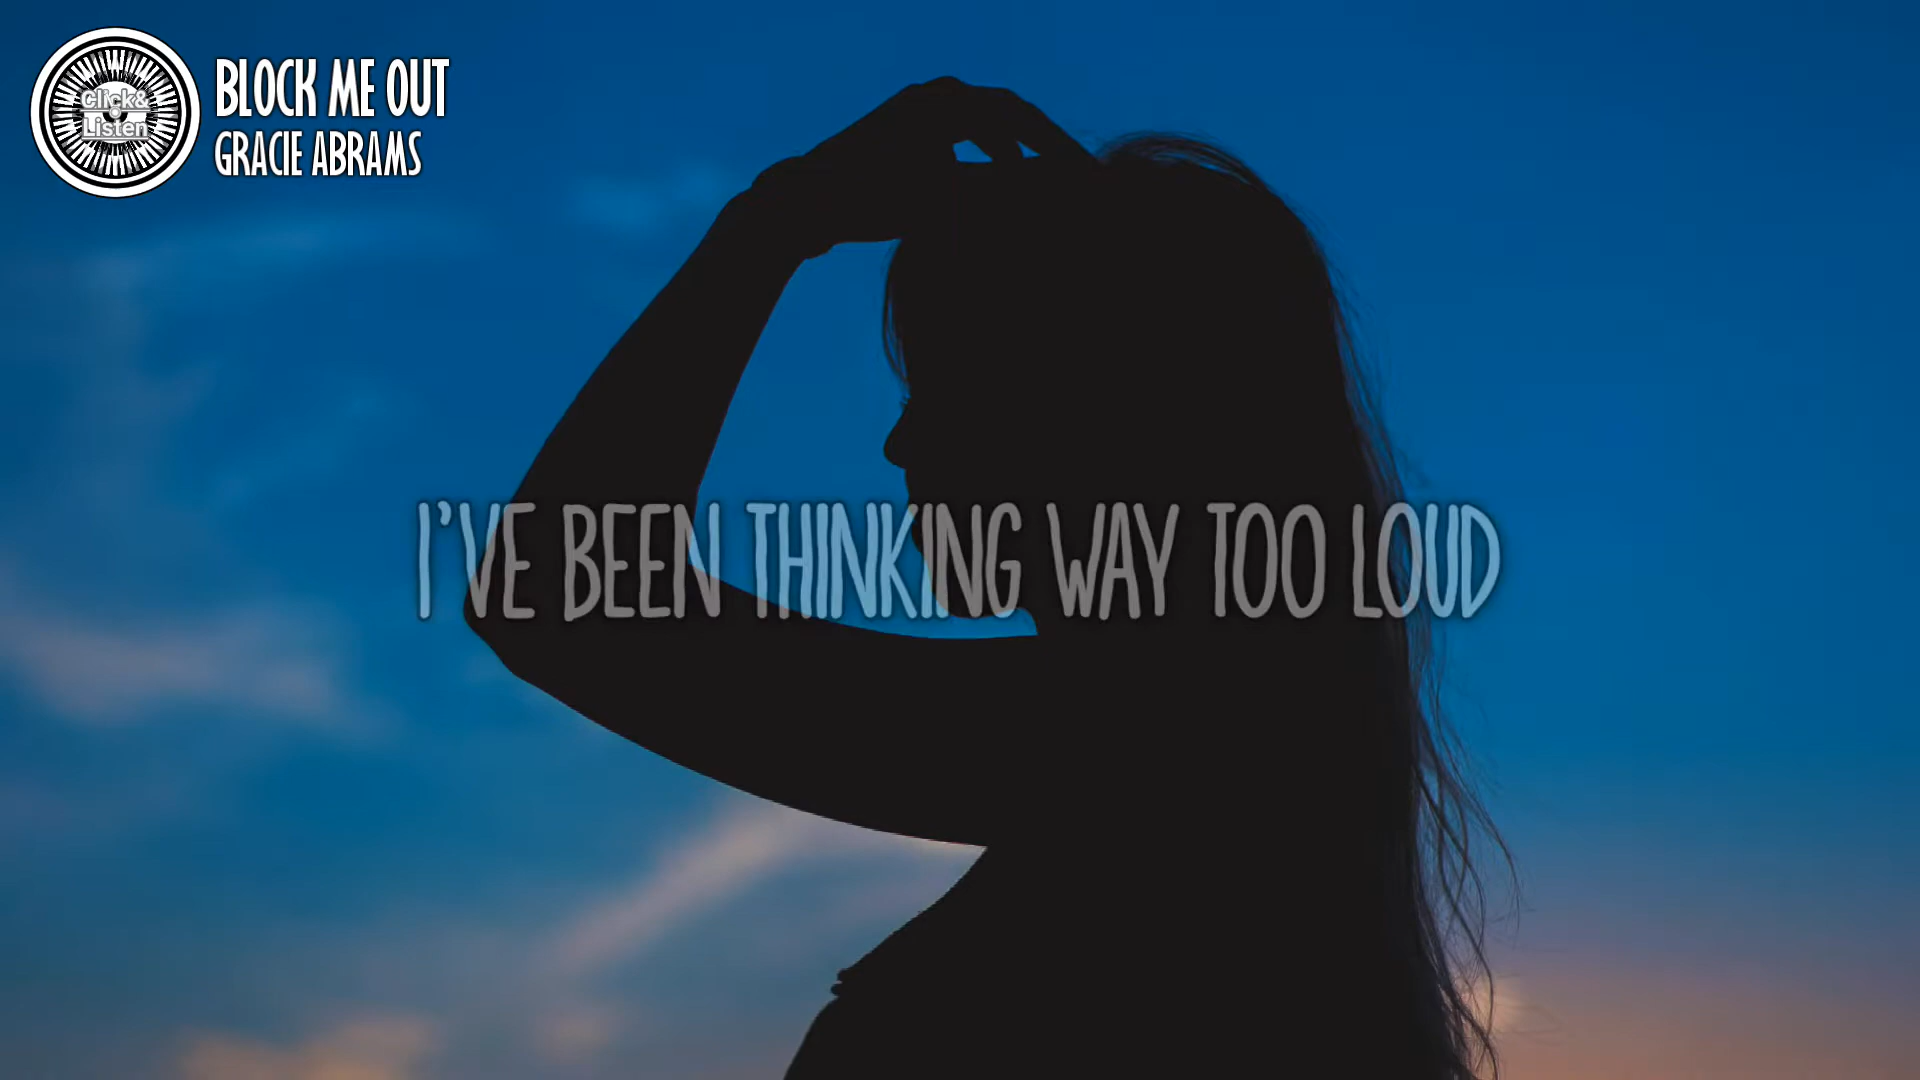 Click&
Listen
BLOCK ME OUT
GRACIE ABRAMS
I'VE BEEN THINKING WAY TOO LOUD